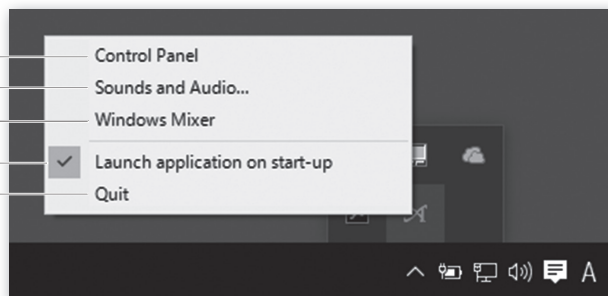 Control Panel
Sounds and Audio...
Windows Mixer
Launch application on start-up
Quit
A